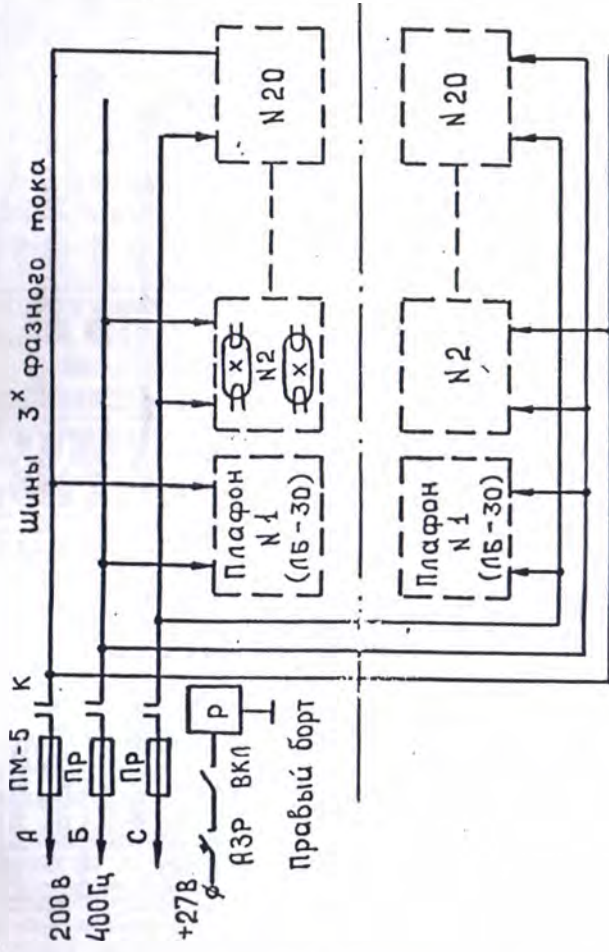 Шины 3ˣ фазного тока
200В
400Гц
А
ПМ-5
К
Б
Пр
С
Пр
+27В
АЗР
ВКЛ
Р
Правый борт
Плафон
N1
(ЛБ-30)
N2
N20
Плафон
N1
(ЛБ-30)
N2
N20